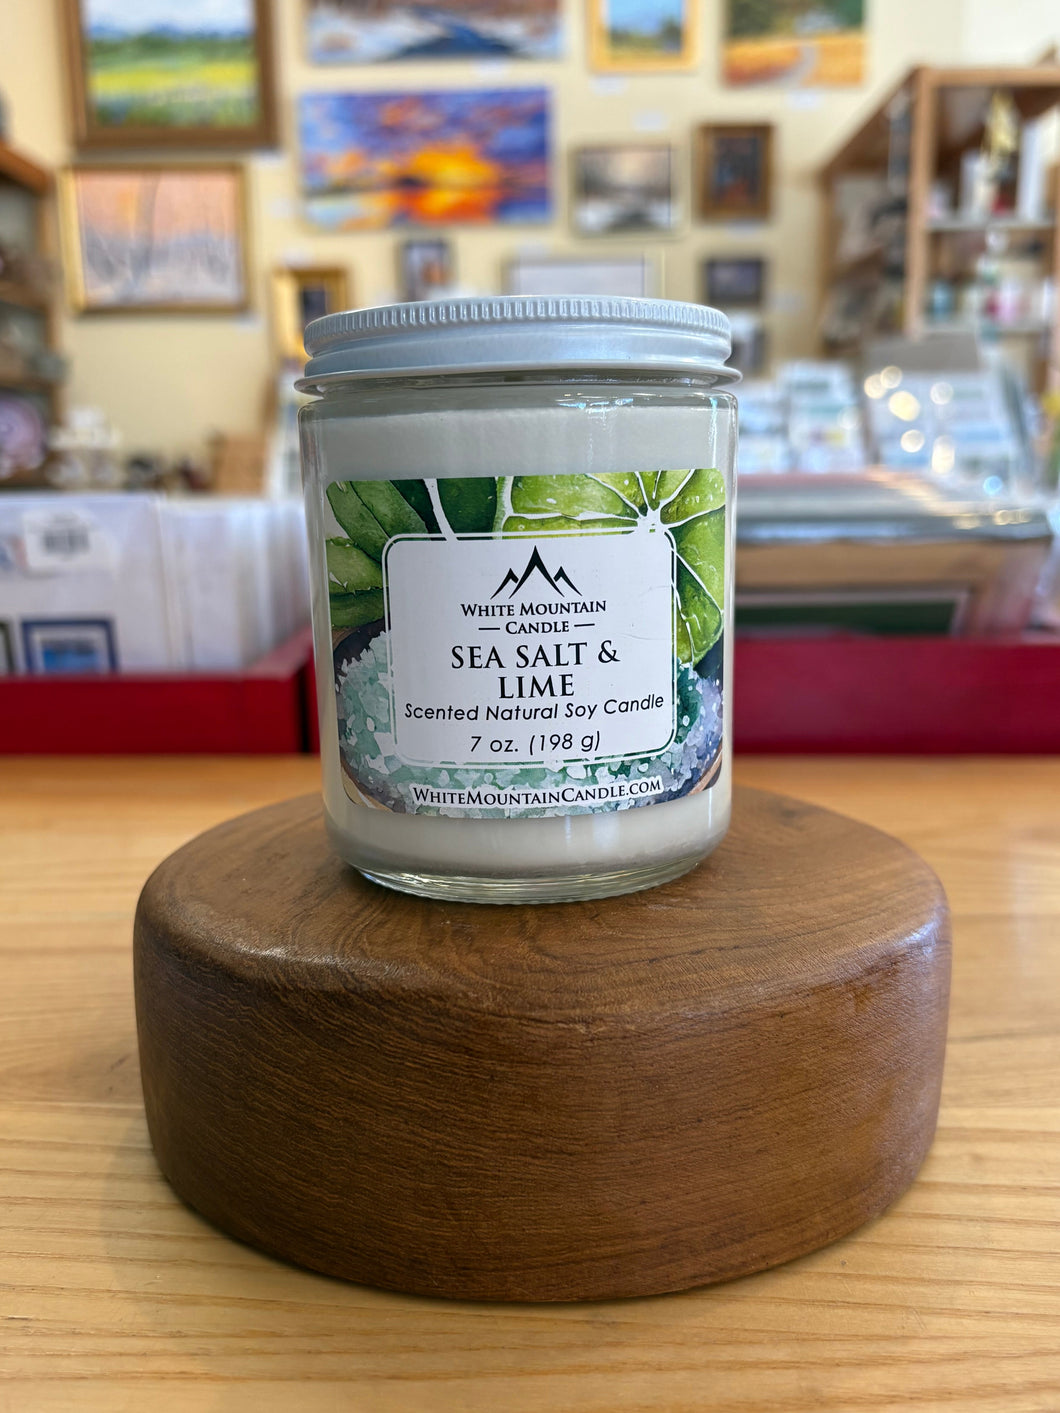 WHITE MOUNTAIN
— CANDLE —
SEA SALT &
LIME
Scented Natural Soy Candle
7 oz. (198 g)
WHITEMOUNTAINCANDLE.COM